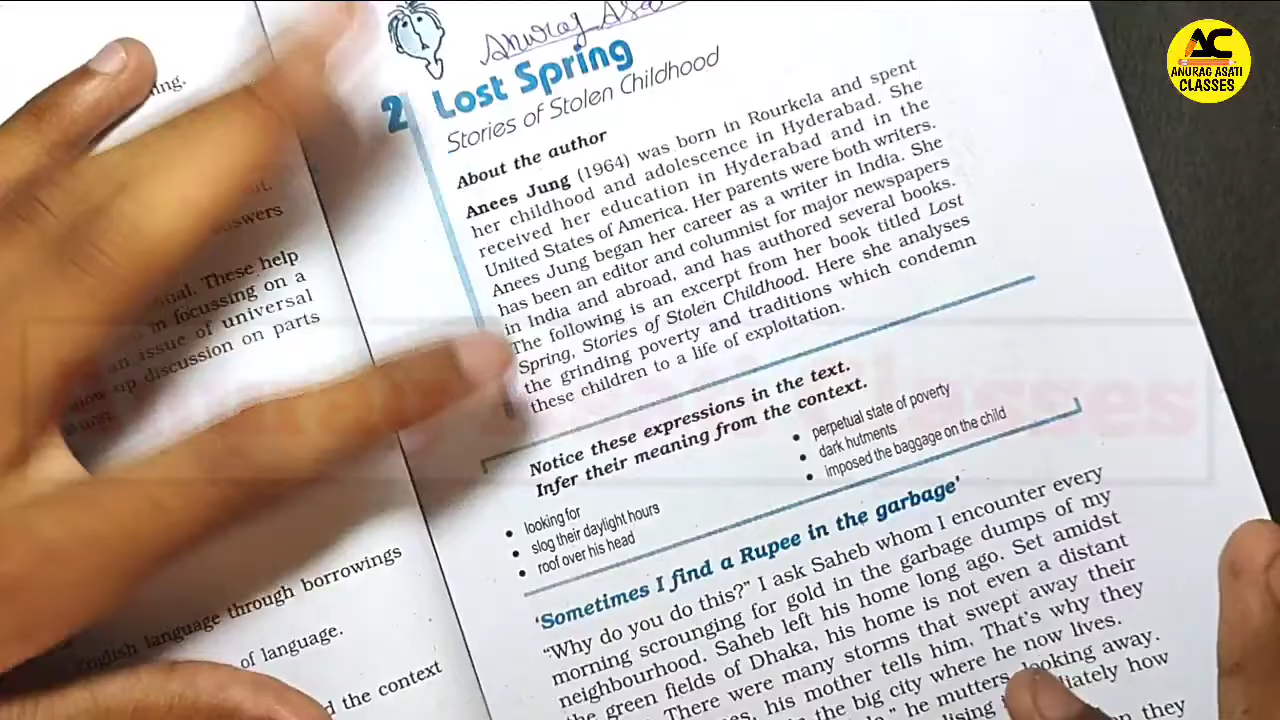 ing.
answers
These help
focussing on a
an issue of universal
up discussion on parts
English language through borrowings
of language.
the context
Anurag
2 Lost Spring
Stories of Stolen Childhood
About the author
Anees Jung (1964) was born in Rourkela and spent
her childhood and adolescence in Hyderabad. She
received her education in Hyderabad and in the
United States of America. Her parents were both writers.
Anees Jung began her career as a writer in India. She
has been an editor and columnist for major newspapers
in India and abroad, and has authored several books.
The following is an excerpt from her book titled Lost
Spring, Stories of Stolen Childhood. Here she analyses
the grinding poverty and traditions which condemn
these children to a life of exploitation.
Notice these expressions in the text.
Infer their meaning from the context.
• looking for
• slog their daylight hours
• roof over his head
• perpetual state of poverty
• dark hutments
• imposed the baggage on the child
'Sometimes I find a Rupee in the garbage'
"Why do you do this?" I ask Saheb whom I encounter every
morning scrounging for gold in the garbage dumps of my
neighbourhood. Saheb left his home long ago. Set amidst
the green fields of Dhaka, his home is not even a distant
There were many storms that swept away their
his mother tells him. That's why they
the big city where he now lives.
he mutters, looking away.
how
they
AC
ANURAG ASATI
CLASSES